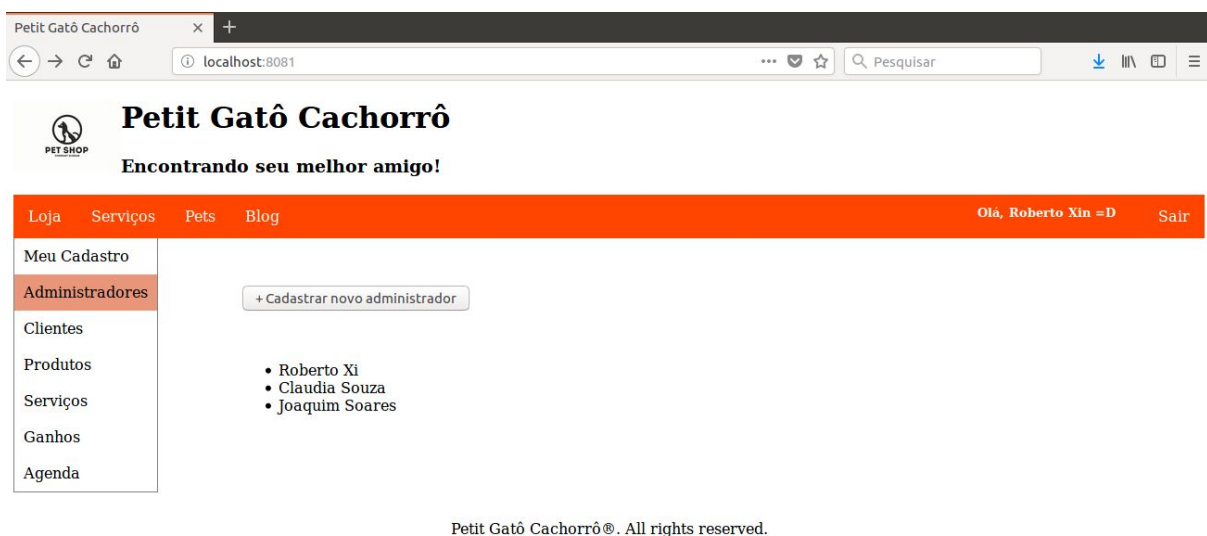 Petit Gatô Cachorrô
localhost:8081
Pesquisar
PET SHOP
Petit Gatô Cachorrô
Encontrando seu melhor amigo!
Loja Serviços Pets Blog Olá, Roberto Xin =D Sair
Meu Cadastro
Administradores
Clientes
Produtos
Serviços
Ganhos
Agenda
+ Cadastrar novo administrador
• Roberto Xi
• Claudia Souza
• Joaquim Soares
Petit Gatô Cachorrô®. All rights reserved.